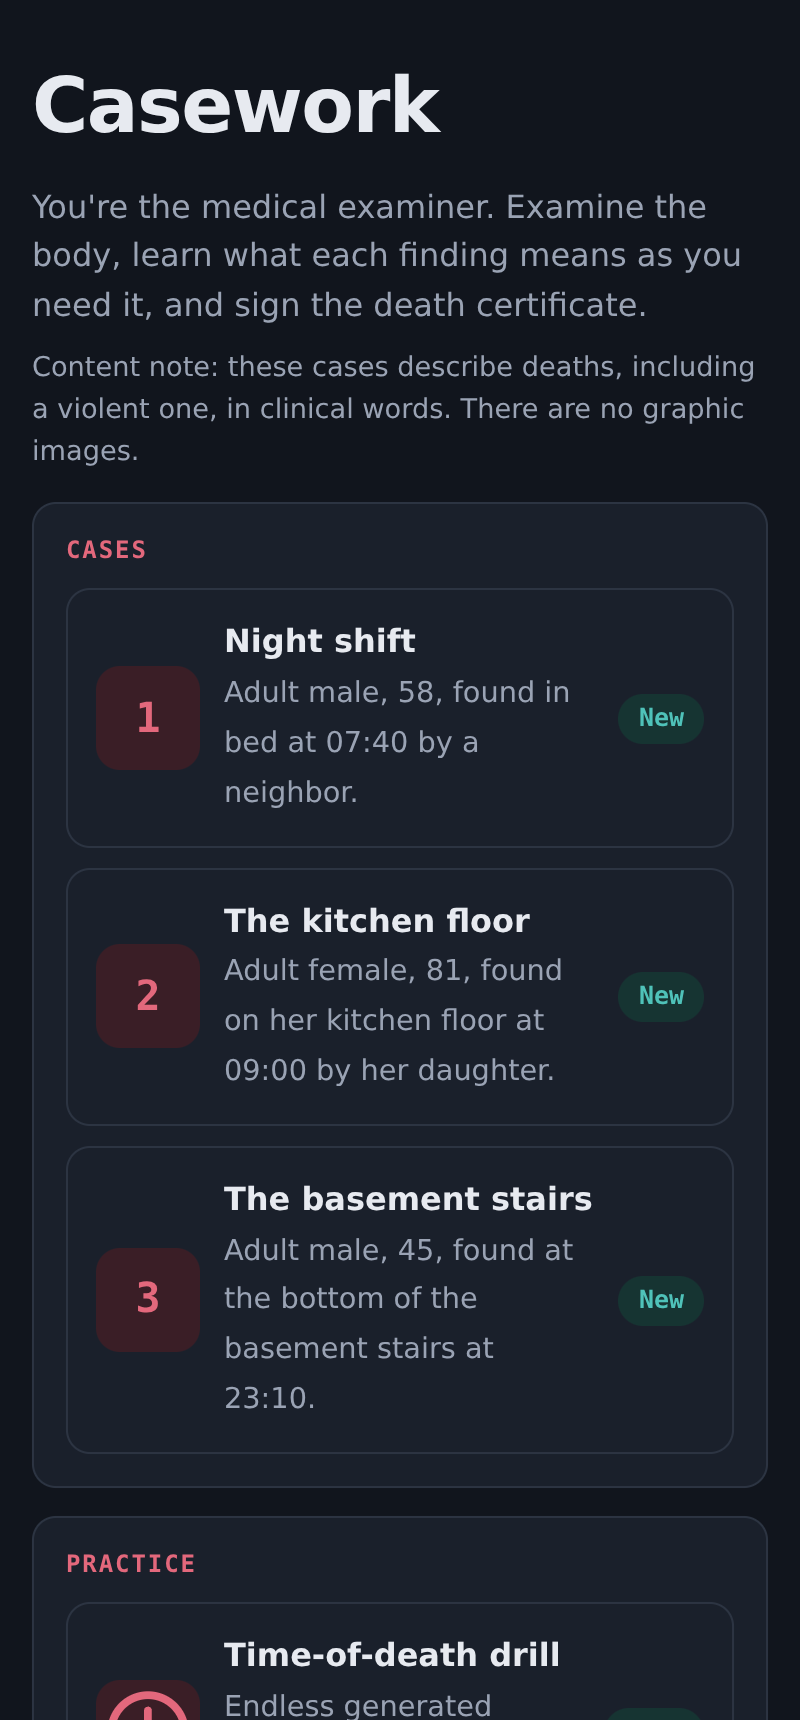 Casework
You're the medical examiner. Examine the
body, learn what each finding means as you
need it, and sign the death certificate.
Content note: these cases describe deaths, including
a violent one, in clinical words. There are no graphic
images.
CASES
1
Night shift
Adult male, 58, found in
bed at 07:40 by a
neighbor.
New
2
The kitchen floor
Adult female, 81, found
on her kitchen floor at
09:00 by her daughter.
New
3
The basement stairs
Adult male, 45, found at
the bottom of the
basement stairs at
23:10.
New
PRACTICE
Time-of-death drill
Endless generated